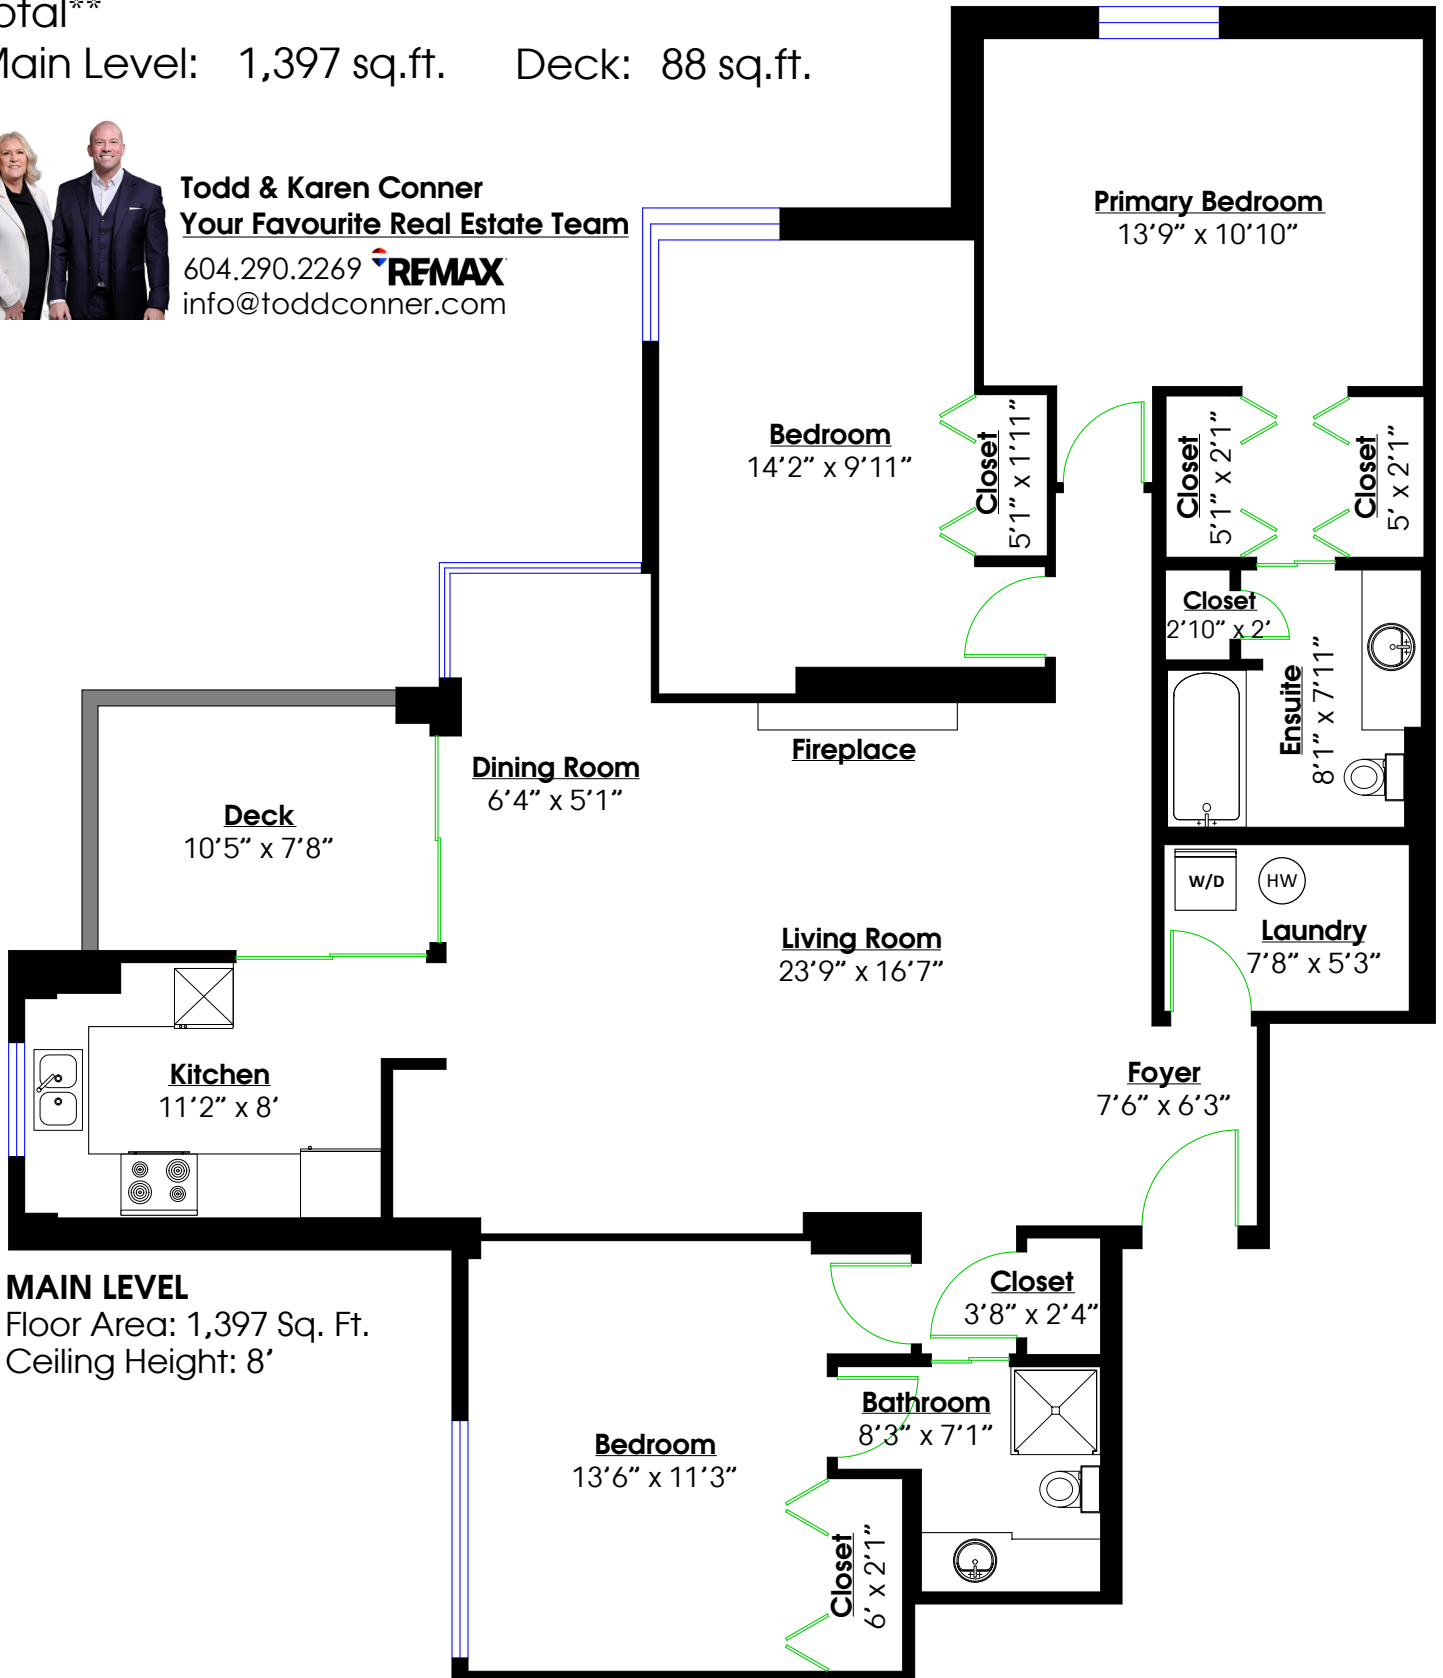 Main Level: 1,397 sq.ft. Deck: 88 sq.ft.
Todd & Karen Conner
Your Favourite Real Estate Team
604.290.2269 REMAX
info@toddconner.com
Primary Bedroom
13'9" x 10'10"
Bedroom
14'2" x 9'11"
Closet
5'1" x 1'11"
Closet
5'1" x 2'1"
Closet
5' x 2'1"
Closet
2'10" x 2'
Ensuite
8'1" x 7'11"
Fireplace
Dining Room
6'4" x 5'1"
Deck
10'5" x 7'8"
W/D
HW
Laundry
7'8" x 5'3"
Living Room
23'9" x 16'7"
Kitchen
11'2" x 8'
Foyer
7'6" x 6'3"
MAIN LEVEL
Floor Area: 1,397 Sq. Ft.
Ceiling Height: 8'
Closet
3'8" x 2'4"
Bathroom
8'3" x 7'1"
Bedroom
13'6" x 11'3"
Closet
6' x 2'1"